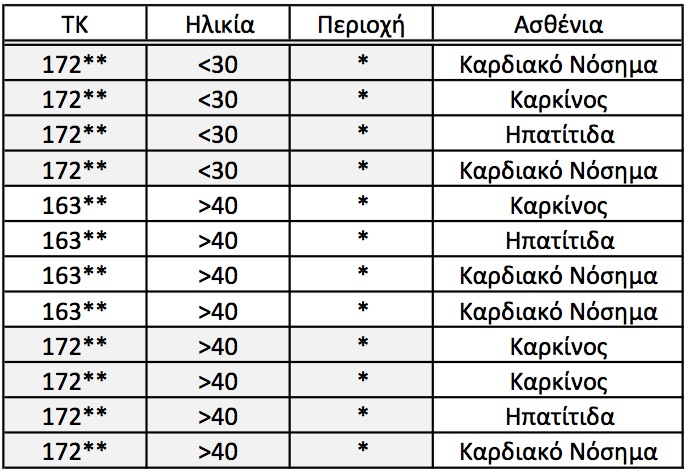 ΤΚ Ηλικία Περιοχή Ασθένια
172** <30 * Καρδιακό Νόσημα
172** <30 * Καρκίνος
172** <30 * Ηπατίτιδα
172** <30 * Καρδιακό Νόσημα
163** >40 * Καρκίνος
163** >40 * Ηπατίτιδα
163** >40 * Καρδιακό Νόσημα
163** >40 * Καρδιακό Νόσημα
172** >40 * Καρκίνος
172** >40 * Καρκίνος
172** >40 * Ηπατίτιδα
172** >40 * Καρδιακό Νόσημα